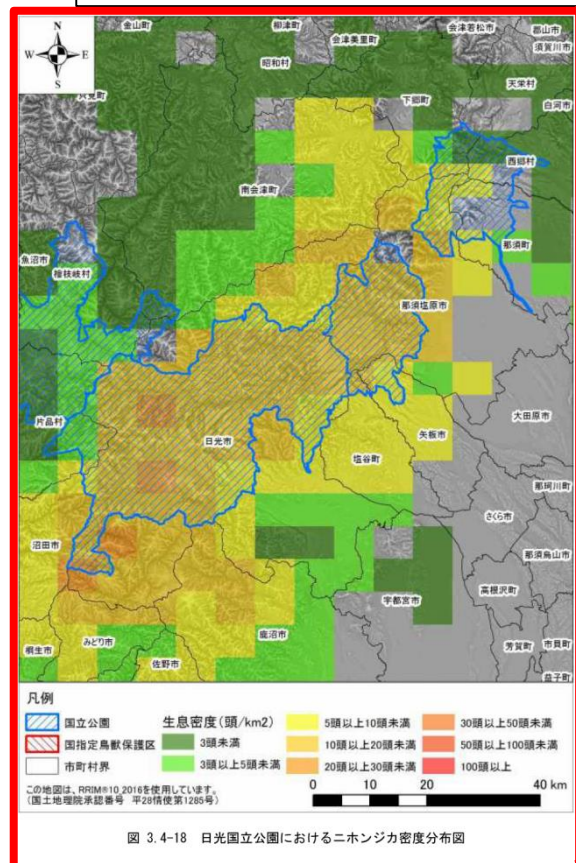 金山町
柳津町
会津美里町
会津若松市
郡山市
須賀川市
N
W E
S
昭和村
天栄村
只見町
下郷町
白河市
西郷村
南会津町
那須町
魚沼市
檜枝岐村
那須塩原市
大田原市
片品村
日光市
矢板市
塩谷町
那珂川町
さくら市
沼田市
那須烏山市
高根沢町
宇都宮市
みどり市
鹿沼市
芳賀町
市貝町
桐生市
佐野市
益子町
凡例
国立公園
国指定鳥獣保護区
市町村界
生息密度(頭/km2)
3頭未満
3頭以上5頭未満
5頭以上10頭未満
10頭以上20頭未満
20頭以上30頭未満
30頭以上50頭未満
50頭以上100頭未満
100頭以上
この地図は、RRIM®10_2016を使用しています。
(国土地理院承認番号 平28情使第1285号)
0 10 20 40 km
図 3.4-18 日光国立公園におけるニホンジカ密度分布図